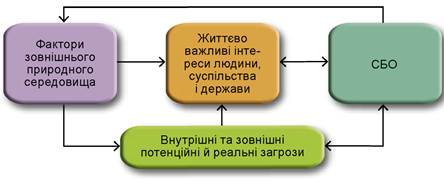 Фактори
зовнішнього
природного
середовища
Життєво
важливі інте-
реси людини,
суспільства
і держави
СБО
Внутрішні та зовнішні
потенційні й реальні загрози